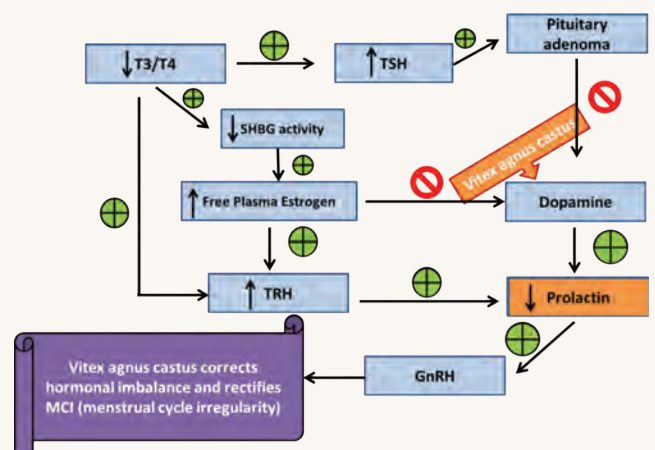 Pituitary
adenoma
↓ T3/T4
↑ TSH
↓ SHBG activity
Vitex agnus castus
↑ Free Plasma Estrogen
Dopamine
↑ TRH
↓ Prolactin
Vitex agnus castus corrects
hormonal imbalance and rectifies
MCI (menstrual cycle irregularity)
GnRH